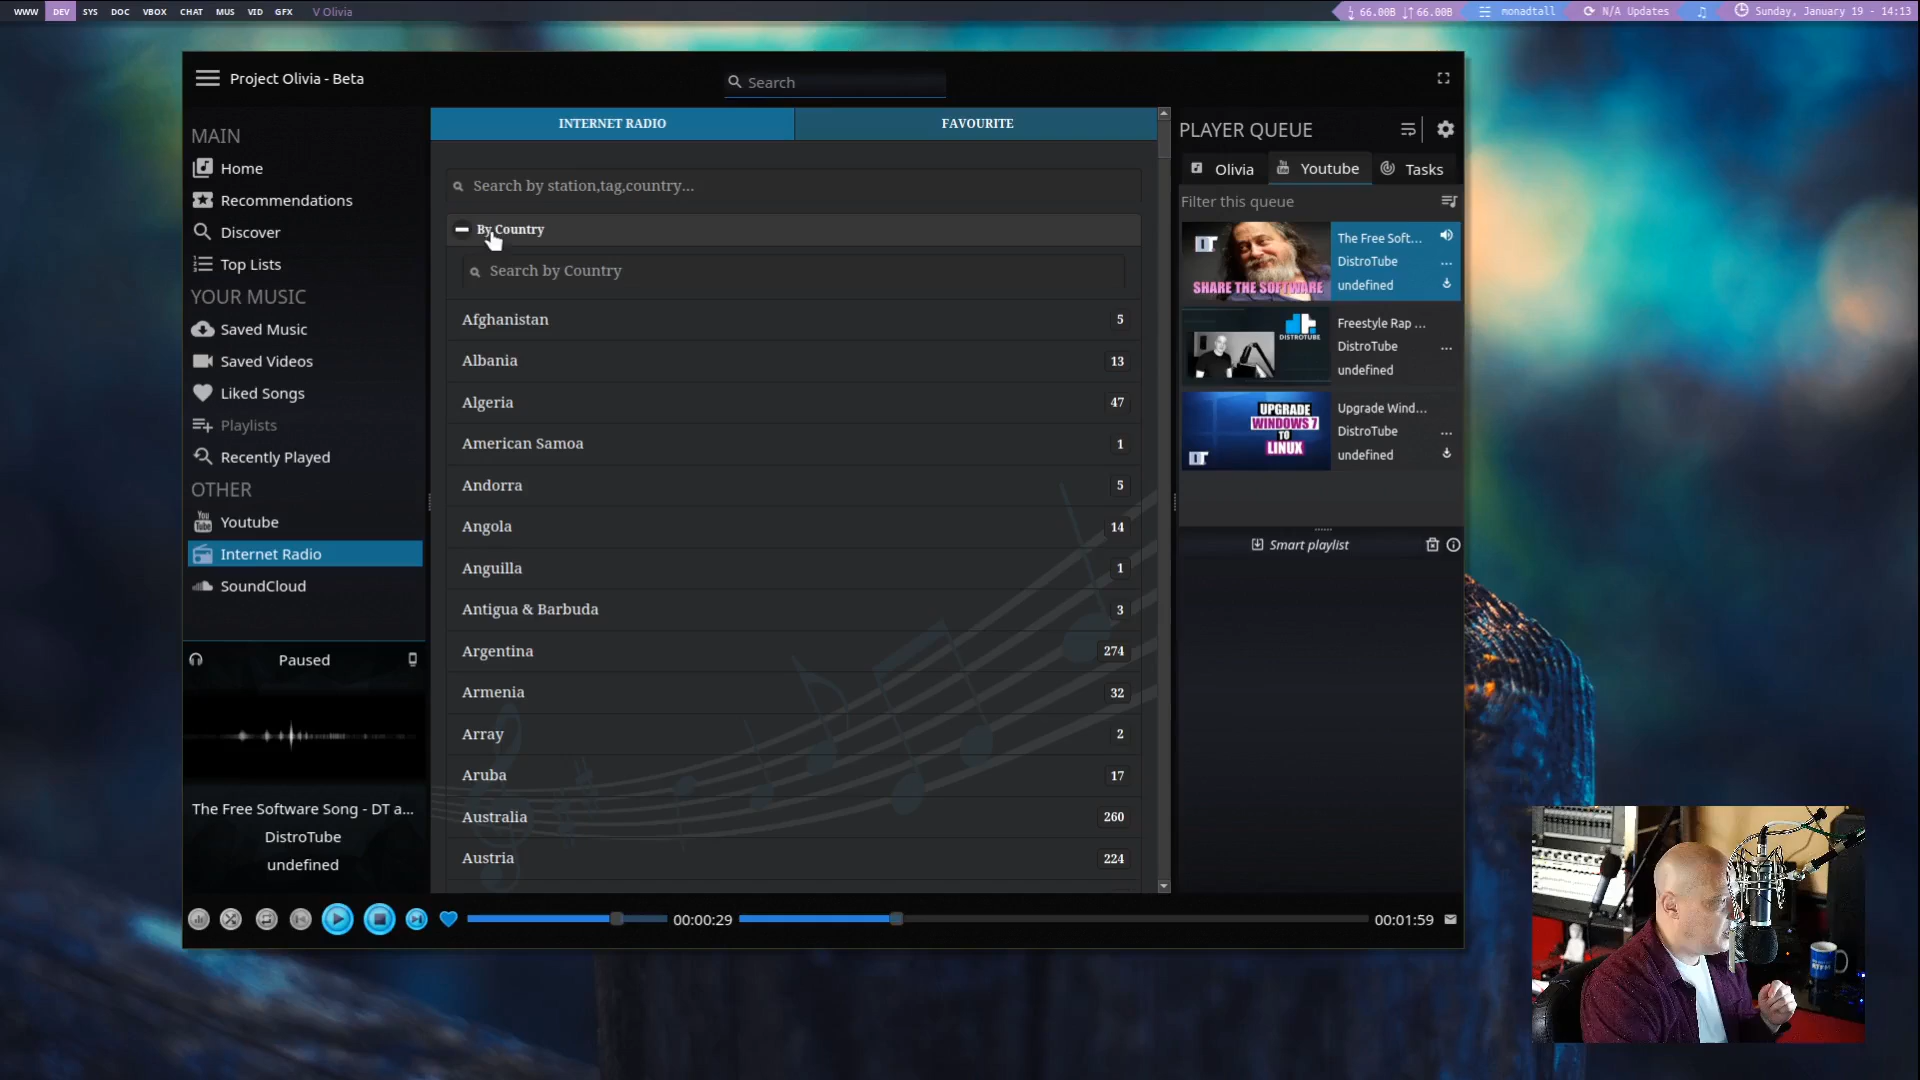 WWW DEV SYS DOC VBOX CHAT MUS VID GFX V Olivia
66.00B 66.00B monadtall N/A Updates Sunday, January 19 - 14:13
Project Olivia - Beta
Search
MAIN
Home
Recommendations
Discover
Top Lists
YOUR MUSIC
Saved Music
Saved Videos
Liked Songs
Playlists
Recently Played
OTHER
Youtube
Internet Radio
SoundCloud
Paused
The Free Software Song - DT a...
DistroTube
undefined
INTERNET RADIO FAVOURITE
Search by station,tag,country...
By Country
Search by Country
Afghanistan 5
Albania 13
Algeria 47
American Samoa 1
Andorra 5
Angola 14
Anguilla 1
Antigua & Barbuda 3
Argentina 274
Armenia 32
Array 2
Aruba 17
Australia 260
Austria 224
PLAYER QUEUE
Olivia Youtube Tasks
Filter this queue
DT
SHARE THE SOFTWARE
The Free Soft...
DistroTube ...
undefined
DISTROTUBE
Freestyle Rap ...
DistroTube ...
undefined
UPGRADE
WINDOWS 7
TO
LINUX
DT
Upgrade Wind...
DistroTube ...
undefined
Smart playlist
00:00:29 00:01:59
RTFM